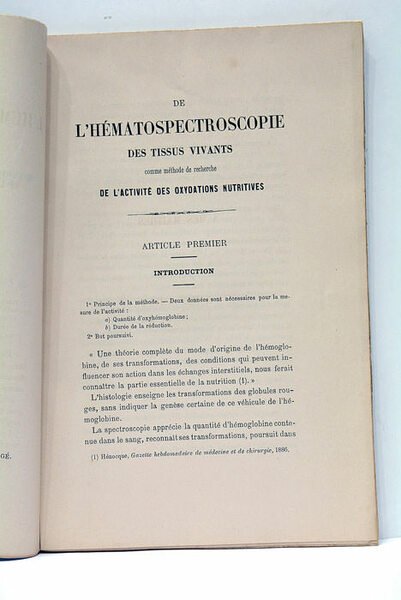 DE
L'HÉMATOSPECTROSCOPIE
DES TISSUS VIVANTS
comme méthode de recherche
DE L'ACTIVITÉ DES OXYDATIONS NUTRITIVES
ARTICLE PREMIER
INTRODUCTION
1º Principe de la méthode. — Deux données sont nécessaires pour la me-
sure de l'activité :
a) Quantité d'oxyhémoglobine ;
b) Durée de la réduction.
2º But poursuivi.
« Une théorie complète du mode d'origine de l'hémoglo-
bine, de ses transformations, des conditions qui peuvent in-
fluencer son action dans les échanges interstitiels, nous ferait
connaître la partie essentielle de la nutrition (1). »
L'histologie enseigne les transformations des globules rou-
ges, sans indiquer la genèse certaine de ce véhicule de l'hé-
moglobine.
La spectroscopie apprécie la quantité d'hémoglobine conte-
nue dans le sang, reconnaît ses transformations, poursuit dans
(1) Hénocque, Gazette hebdomedaire de médecine et de chirurgie, 1886.
GÉ.